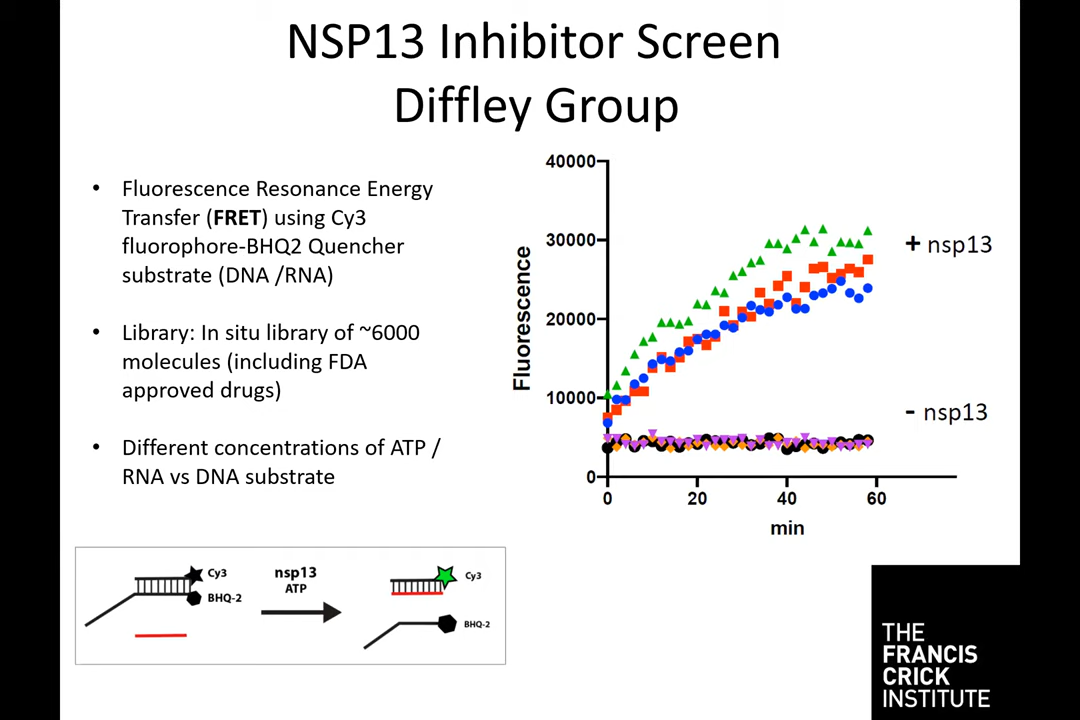 NSP13 Inhibitor Screen
Diffley Group
• Fluorescence Resonance Energy
Transfer (FRET) using Cy3
fluorophore-BHQ2 Quencher
substrate (DNA /RNA)
• Library: In situ library of ~6000
molecules (including FDA
approved drugs)
• Different concentrations of ATP /
RNA vs DNA substrate
Cy3
BHQ-2
nsp13
ATP
Cy3
BHQ-2
Fluorescence
40000
30000
20000
10000
0
0 20 40 60
min
+ nsp13
- nsp13
THE
FRANCIS
CRICK
INSTITUTE